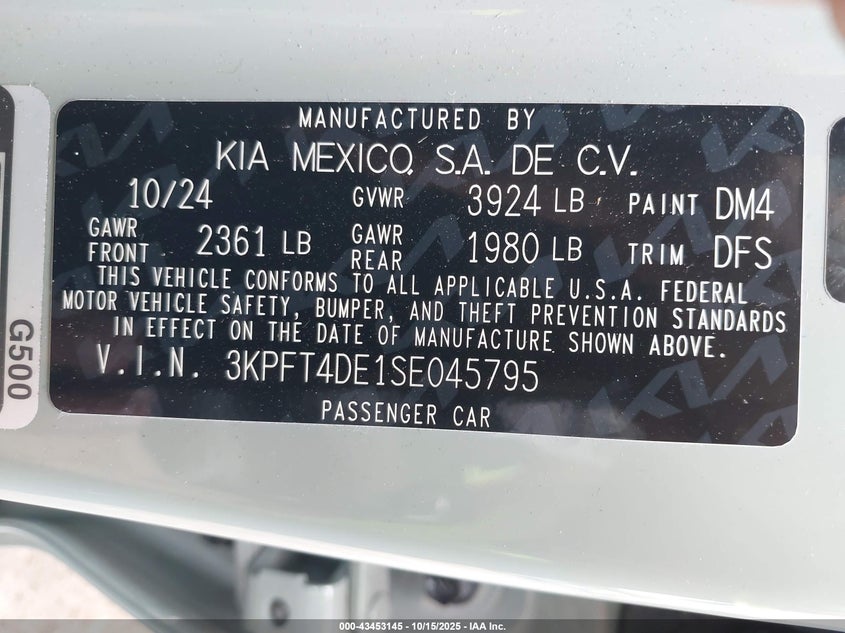 MANUFACTURED BY
KIA MEXICO, S.A. DE C.V.
10/24 GVWR 3924 LB PAINT DM4
GAWR FRONT 2361 LB GAWR REAR 1980 LB TRIM DFS
THIS VEHICLE CONFORMS TO ALL APPLICABLE U.S.A. FEDERAL
MOTOR VEHICLE SAFETY, BUMPER, AND THEFT PREVENTION STANDARDS
IN EFFECT ON THE DATE OF MANUFACTURE SHOWN ABOVE.
V.I.N. 3KPFT4DE1SE045795
PASSENGER CAR
G500
000-43453145 - 10/15/2025 - IAA Inc.